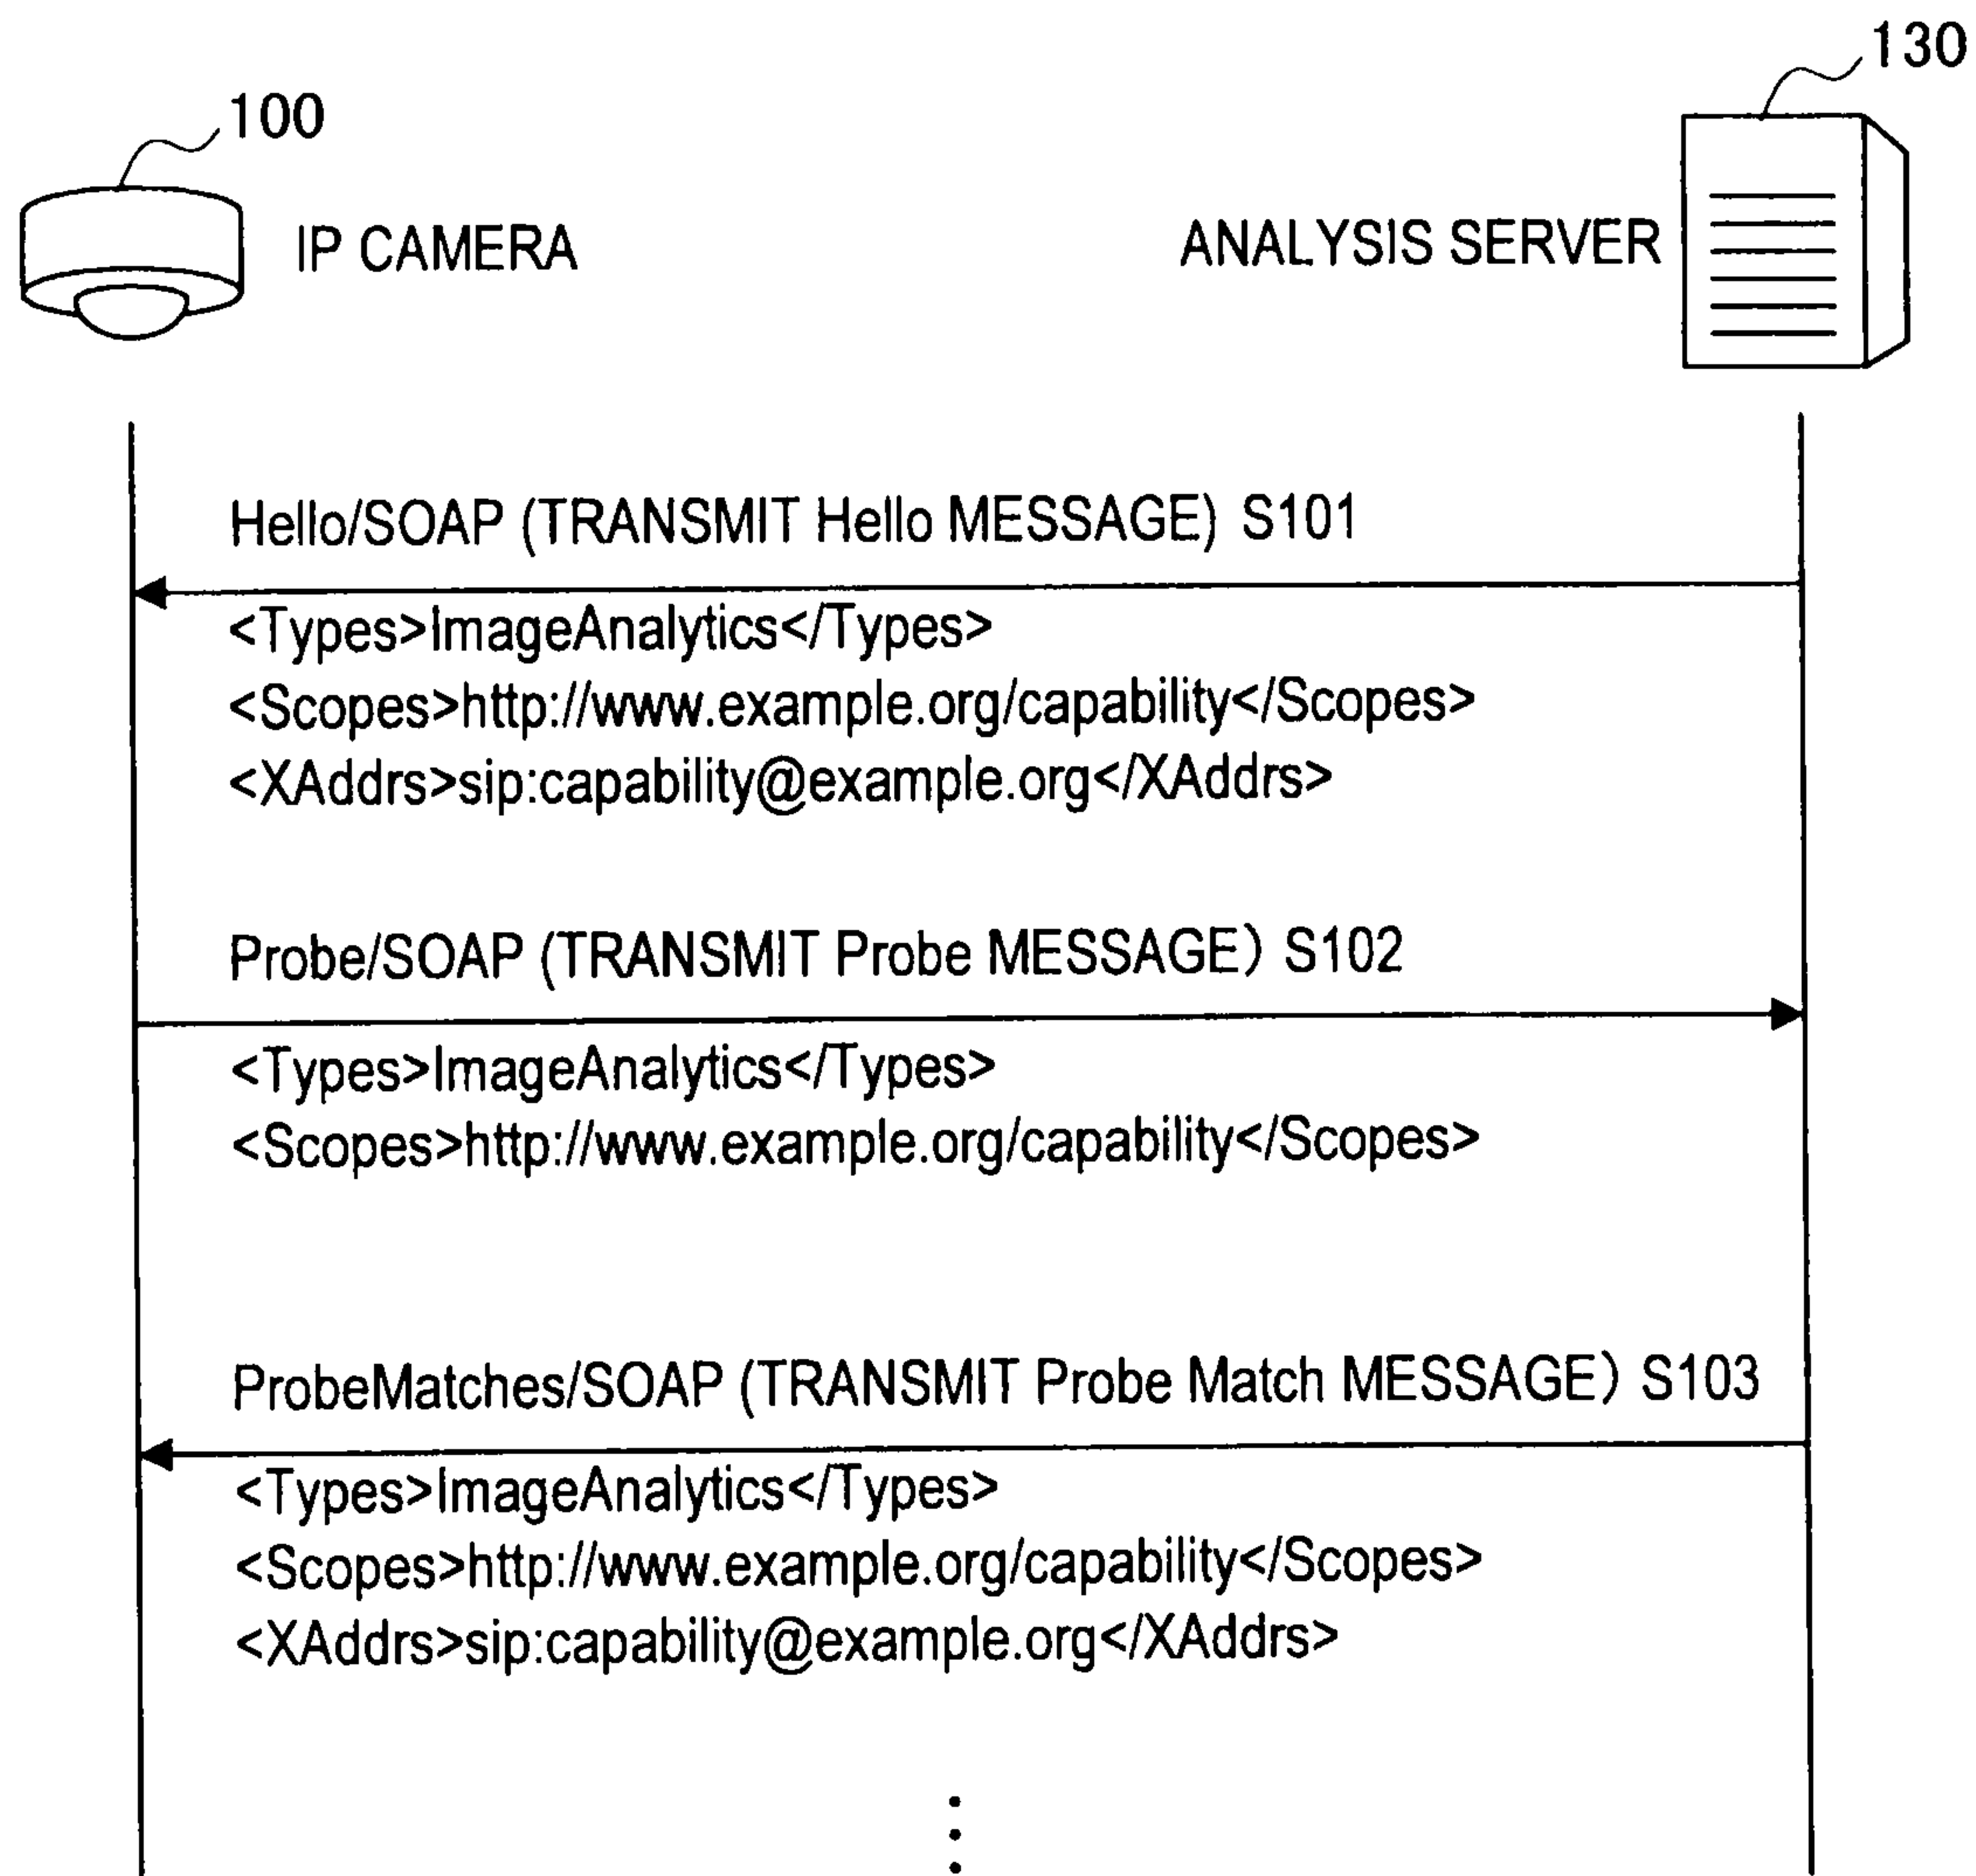 130
100
IP CAMERA
ANALYSIS SERVER
Hello/SOAP (TRANSMIT Hello MESSAGE) S101
<Types>ImageAnalytics</Types>
<Scopes>http://www.example.org/capability</Scopes>
<XAddrs>sip:capability@example.org</XAddrs>
Probe/SOAP (TRANSMIT Probe MESSAGE) S102
<Types>ImageAnalytics</Types>
<Scopes>http://www.example.org/capability</Scopes>
ProbeMatches/SOAP (TRANSMIT Probe Match MESSAGE) S103
<Types>ImageAnalytics</Types>
<Scopes>http://www.example.org/capability</Scopes>
<XAddrs>sip:capability@example.org</XAddrs>